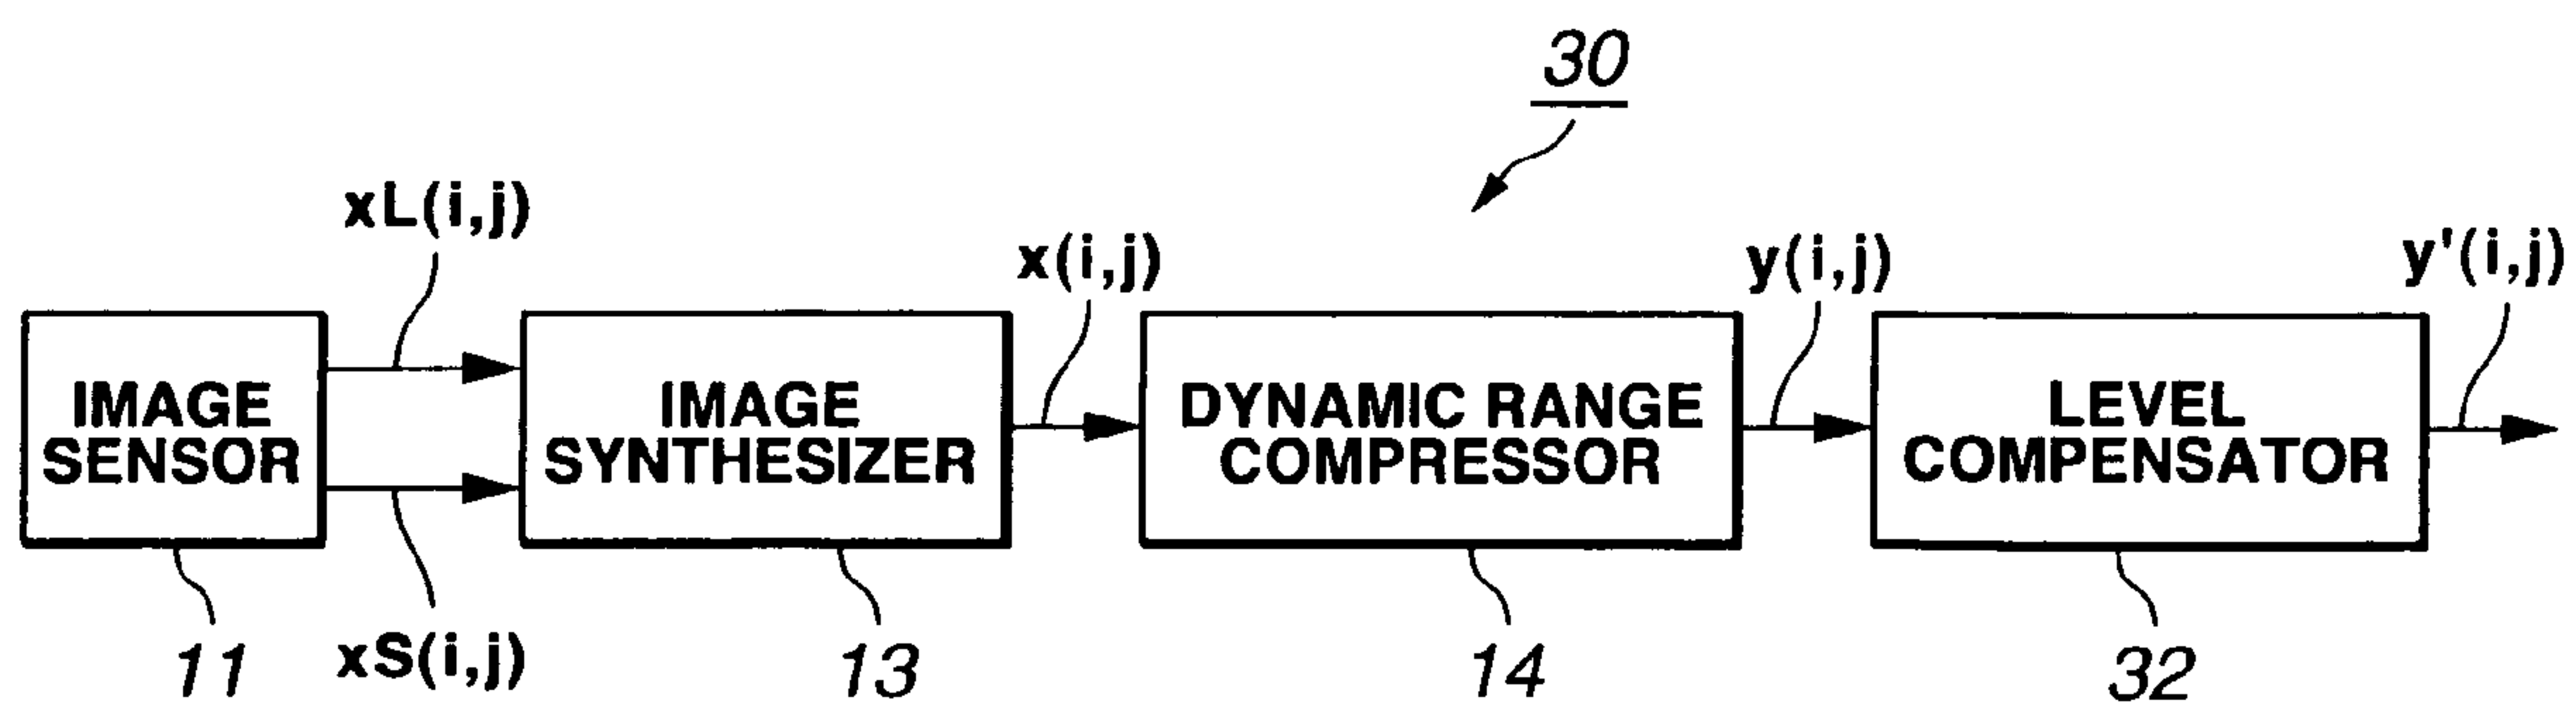 30
xL(i,j)
x(i,j)
y(i,j)
y'(i,j)
IMAGE
SENSOR
IMAGE
SYNTHESIZER
DYNAMIC RANGE
COMPRESSOR
LEVEL
COMPENSATOR
11
xS(i,j)
13
14
32